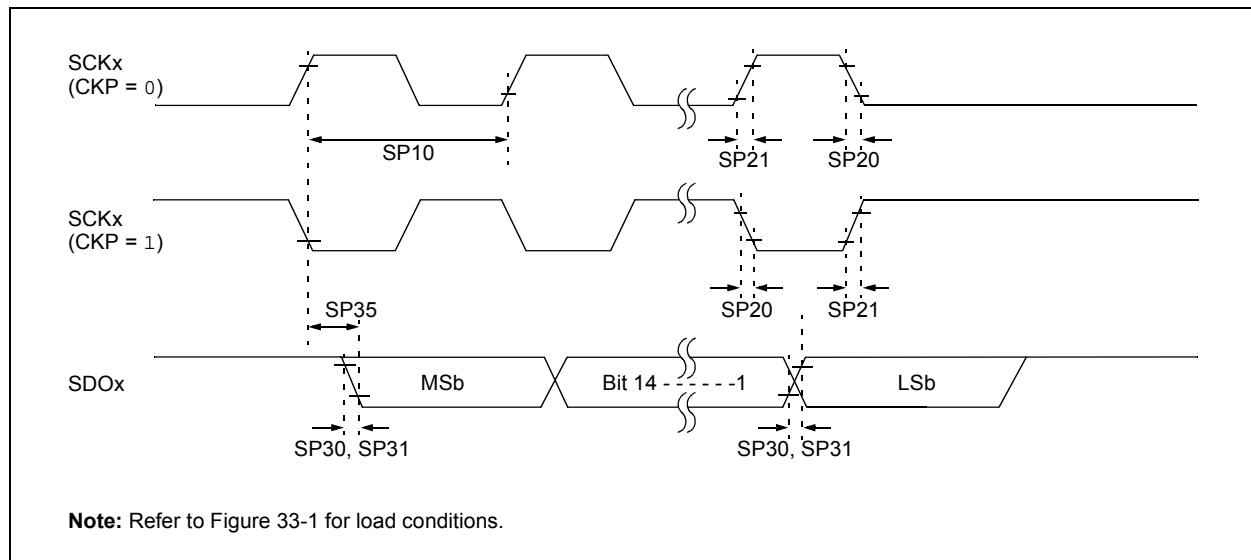 SCKx
(CKP = 0)
SP10
SP21
SP20
SCKx
(CKP = 1)
SP35
SP20
SP21
SDOx
MSb
Bit 14 - - - - - -1
LSb
SP30, SP31
SP30, SP31
Note: Refer to Figure 33-1 for load conditions.